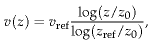 v(z) = v_ref log(z/z_0) / log(z_ref/z_0),